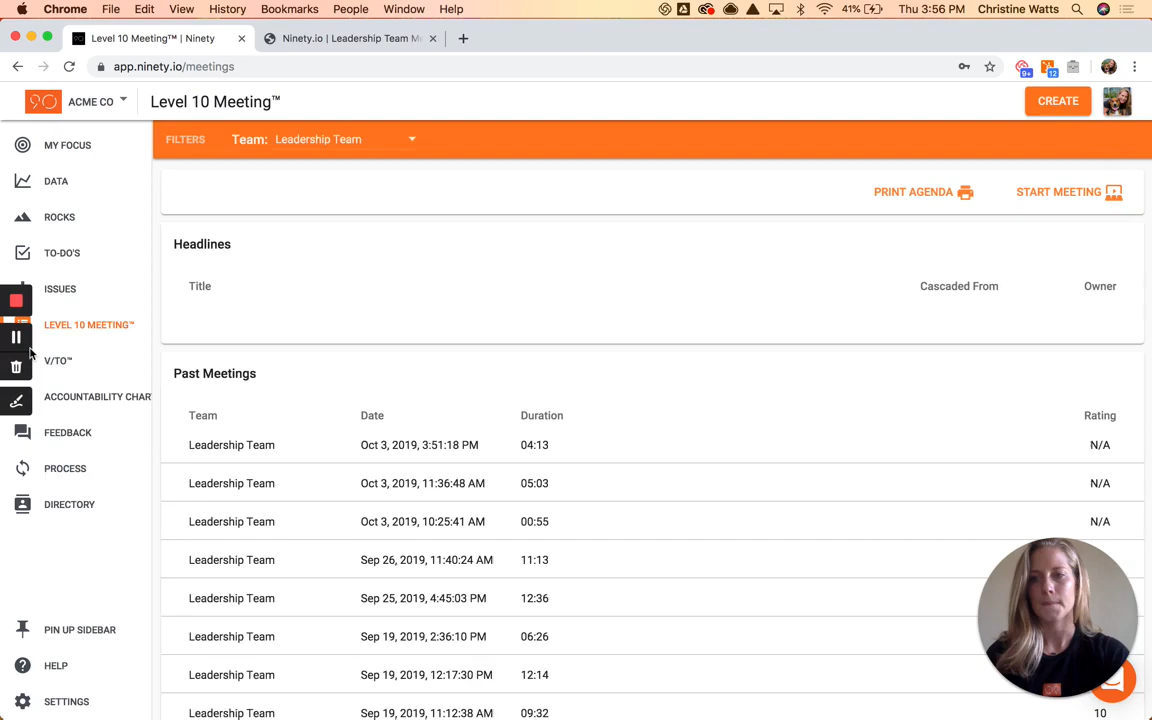 Chrome File Edit View History Bookmarks People Window Help 41% Thu 3:56 PM Christine Watts
Level 10 Meeting™ | Ninety Ninety.io | Leadership Team Me
app.ninety.io/meetings 9+ 12
90 ACME CO Level 10 Meeting™ CREATE
FILTERS Team: Leadership Team
MY FOCUS
DATA
ROCKS
TO-DO'S
ISSUES
LEVEL 10 MEETING™
V/TO™
ACCOUNTABILITY CHAR
FEEDBACK
PROCESS
DIRECTORY
PIN UP SIDEBAR
HELP
SETTINGS
PRINT AGENDA START MEETING
Headlines
Title Cascaded From Owner
Past Meetings
Team Date Duration Rating
Leadership Team Oct 3, 2019, 3:51:18 PM 04:13 N/A
Leadership Team Oct 3, 2019, 11:36:48 AM 05:03 N/A
Leadership Team Oct 3, 2019, 10:25:41 AM 00:55 N/A
Leadership Team Sep 26, 2019, 11:40:24 AM 11:13
Leadership Team Sep 25, 2019, 4:45:03 PM 12:36
Leadership Team Sep 19, 2019, 2:36:10 PM 06:26
Leadership Team Sep 19, 2019, 12:17:30 PM 12:14
Leadership Team Sep 19, 2019, 11:12:38 AM 09:32 10